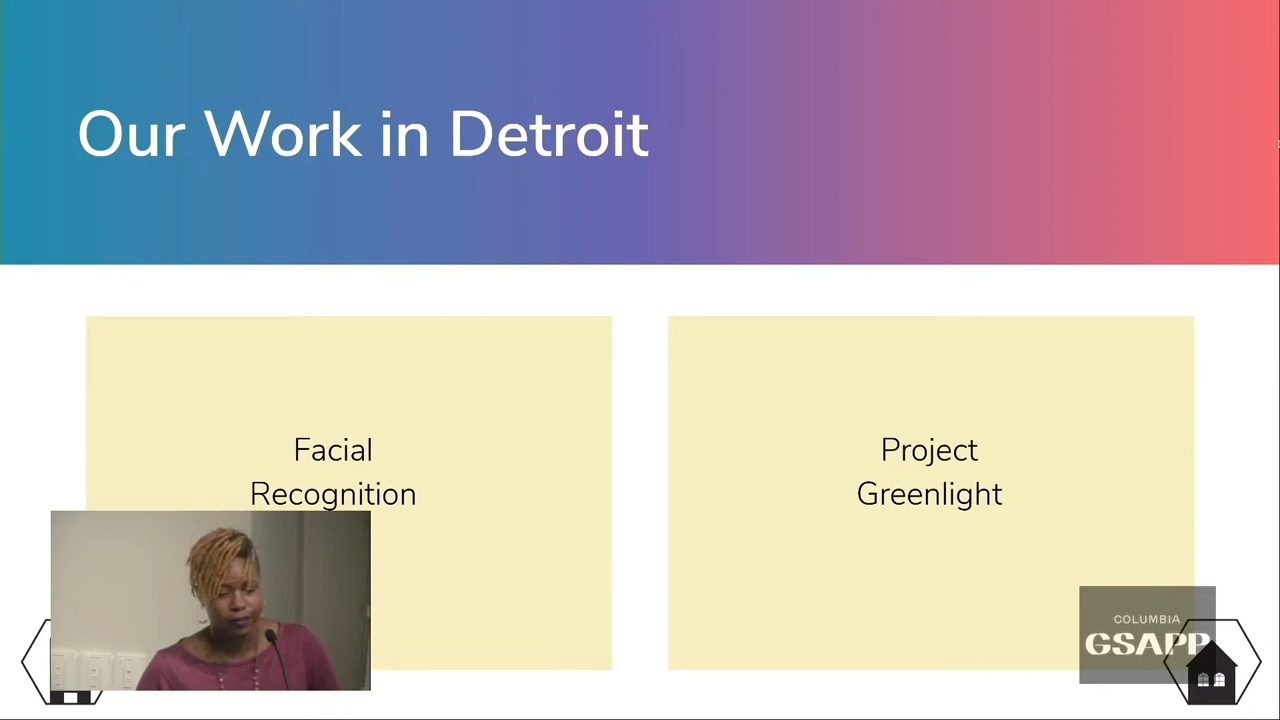 Our Work in Detroit
Facial
Recognition
Project
Greenlight
COLUMBIA
GSAPP